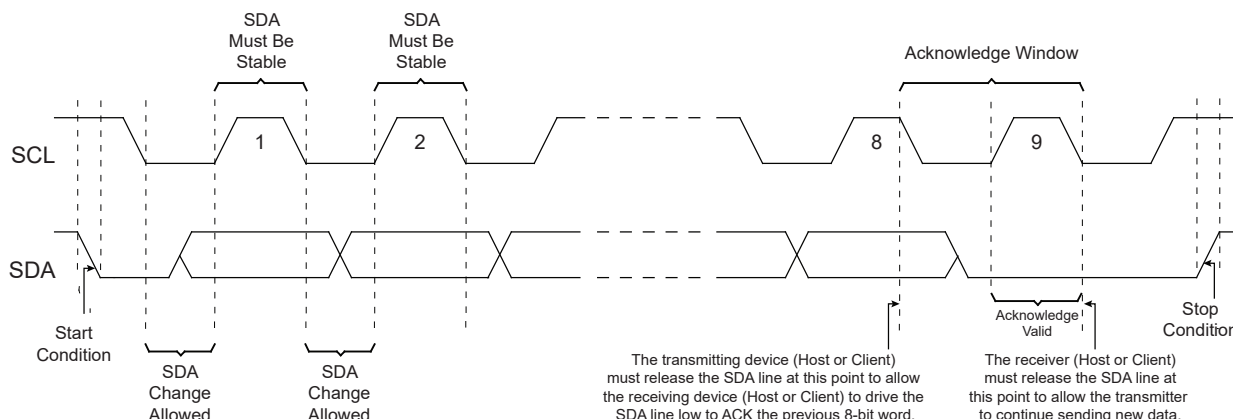 SDA
Must Be
Stable
SDA
Must Be
Stable
Acknowledge Window
SCL
1
2
8
9
SDA
Start
Condition
SDA
Change
Allowed
SDA
Change
Allowed
Acknowledge
Valid
Stop
Condition
The transmitting device (Host or Client)
must release the SDA line at this point to allow
the receiving device (Host or Client) to drive the
SDA line low to ACK the previous 8-bit word.
The receiver (Host or Client)
must release the SDA line at
this point to allow the transmitter
to continue sending new data.